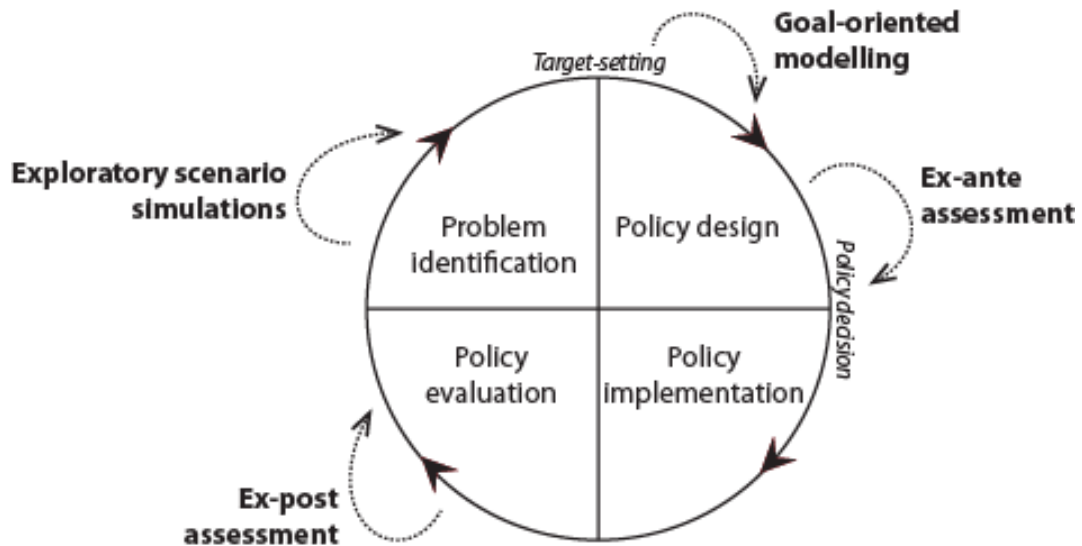 Goal-oriented
modelling
Target-setting
Exploratory scenario
simulations
Ex-ante
assessment
Problem
identification
Policy design
Policy decision
Policy
evaluation
Policy
implementation
Ex-post
assessment